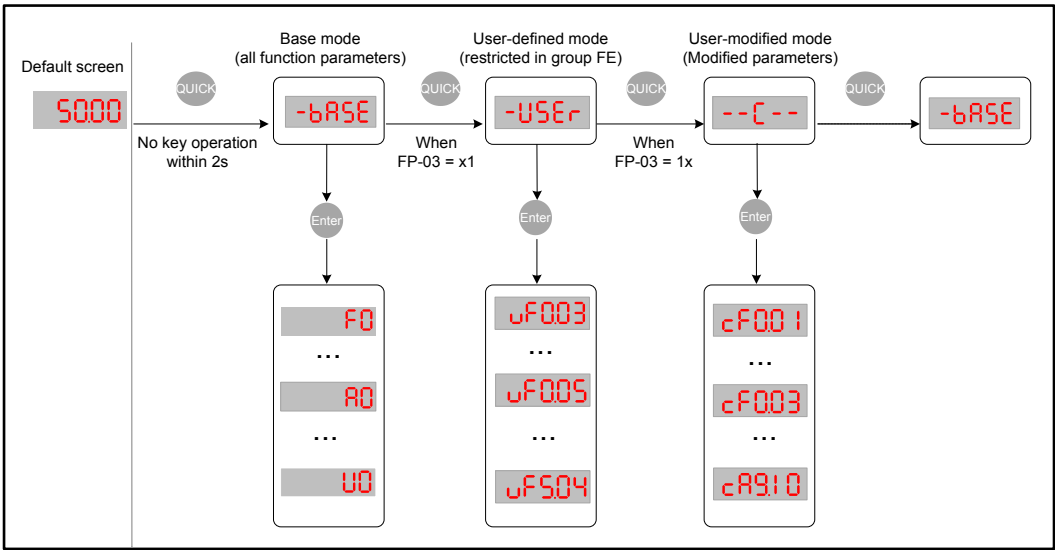 Default screen
50.00
QUICK
No key operation
within 2s
Base mode
(all function parameters)
-bASE
QUICK
When
FP-03 = x1
User-defined mode
(restricted in group FE)
-USEr
QUICK
When
FP-03 = 1x
User-modified mode
(Modified parameters)
--C--
QUICK
-bASE
Enter
Enter
Enter
F0
...
A0
...
U0
uF0.03
...
uF0.05
...
uF5.04
cF0.01
...
cF0.03
...
cA9.10